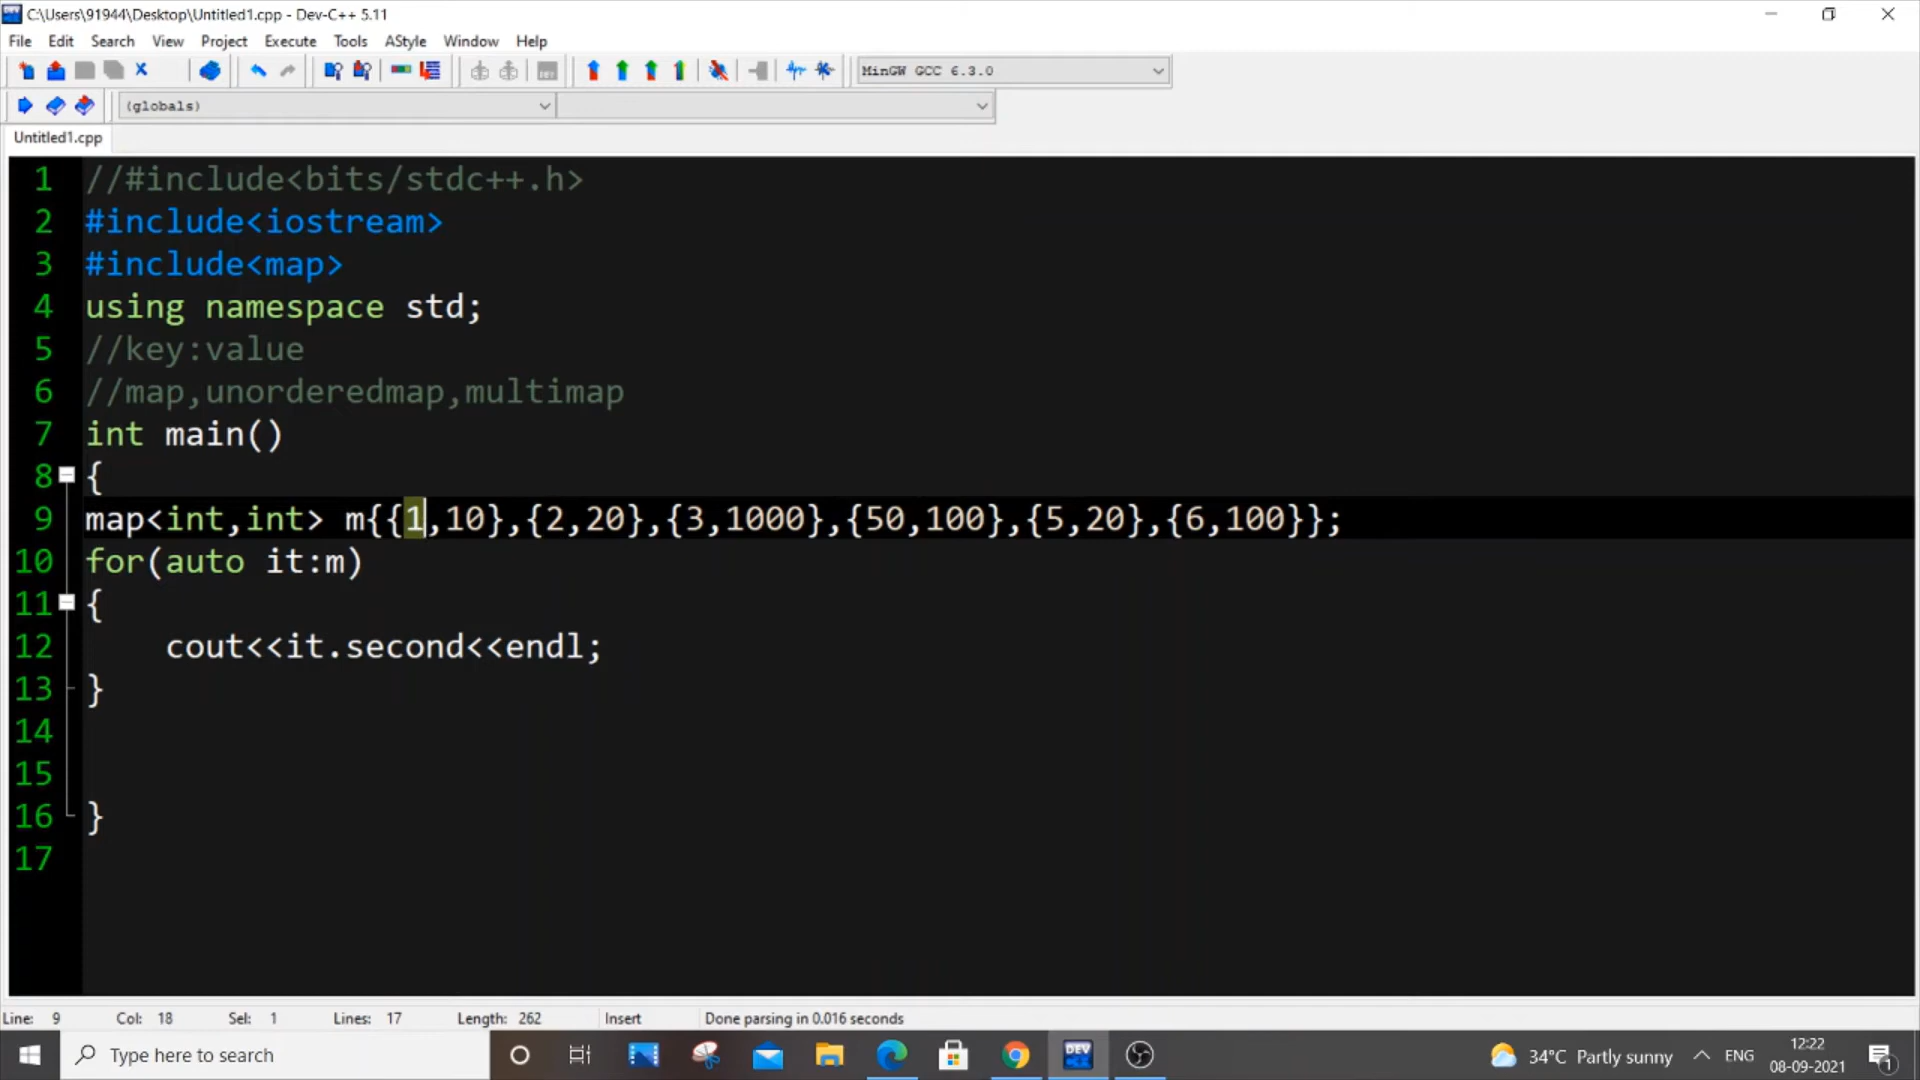 C:\Users\91944\Desktop\Untitled1.cpp - Dev-C++ 5.11
File Edit Search View Project Execute Tools AStyle Window Help
MinGW GCC 6.3.0
(globals)
Untitled1.cpp
1 //#include<bits/stdc++.h>
2 #include<iostream>
3 #include<map>
4 using namespace std;
5 //key:value
6 //map,unorderedmap,multimap
7 int main()
8 {
9 map<int,int> m{{1,10},{2,20},{3,1000},{50,100},{5,20},{6,100}};
10 for(auto it:m)
11 {
12 cout<<it.second<<endl;
13 }
14
15
16 }
17
Line: 9 Col: 18 Sel: 1 Lines: 17 Length: 262 Insert Done parsing in 0.016 seconds
Type here to search DEV 34°C Partly sunny ENG 12:22
08-09-2021 1